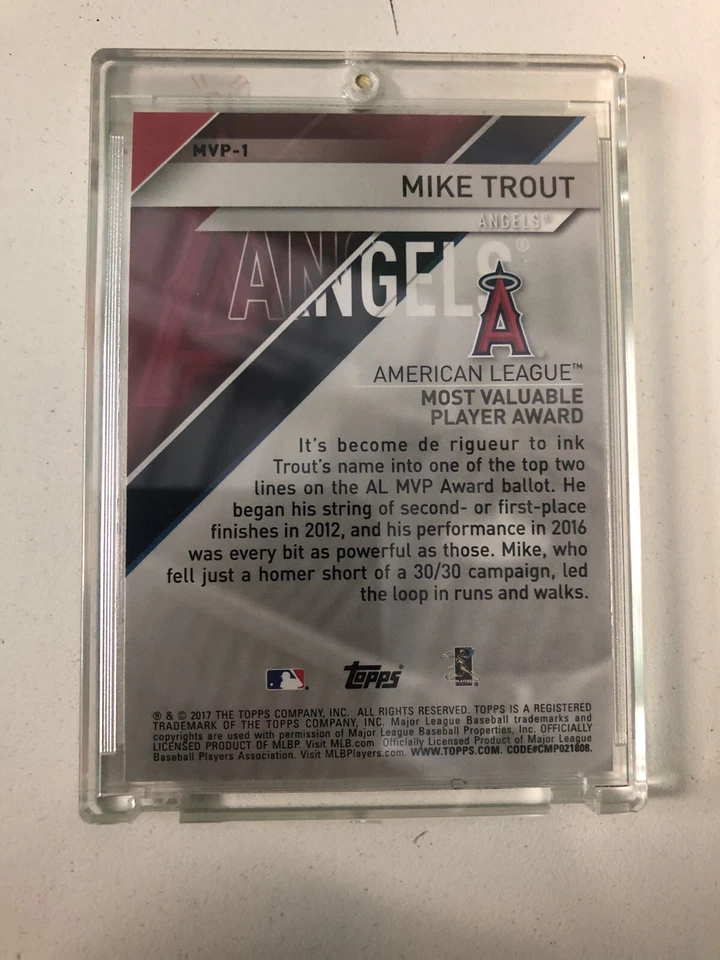 MVP-1
MIKE TROUT
ANGELS®
ANGELS®
A
AMERICAN LEAGUE™
MOST VALUABLE
PLAYER AWARD
It's become de rigueur to ink
Trout's name into one of the top two
lines on the AL MVP Award ballot. He
began his string of second- or first-place
finishes in 2012, and his performance in 2016
was every bit as powerful as those. Mike, who
fell just a homer short of a 30/30 campaign, led
the loop in runs and walks.
topps®
PLAYERS
® & © 2017 THE TOPPS COMPANY, INC. ALL RIGHTS RESERVED. TOPPS IS A REGISTERED
TRADEMARK OF THE TOPPS COMPANY, INC. Major League Baseball trademarks and
copyrights are used with permission of Major League Baseball Properties, Inc. OFFICIALLY
LICENSED PRODUCT OF MLBP. Visit MLB.com Officially Licensed Product of Major League
Baseball Players Association. Visit MLBPlayers.com. WWW.TOPPS.COM. CODE#CMP021808.